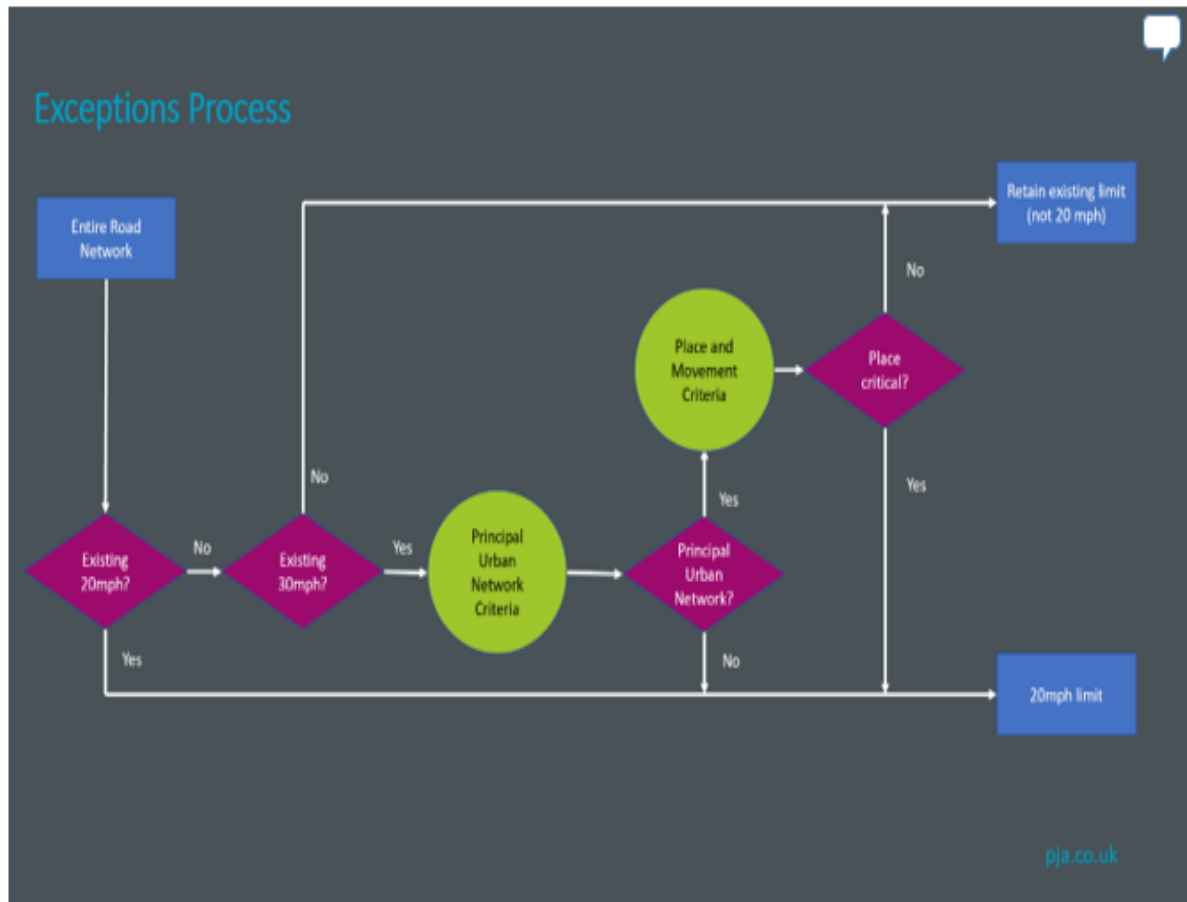 Exceptions Process
Entire Road
Network
Retain existing limit
(not 20 mph)
No
Place and
Movement
Criteria
Place
critical?
No
Yes
Yes
Existing
20mph?
No
Existing
30mph?
Yes
Principal
Urban
Network
Criteria
Principal
Urban
Network?
Yes
No
20mph limit
pja.co.uk